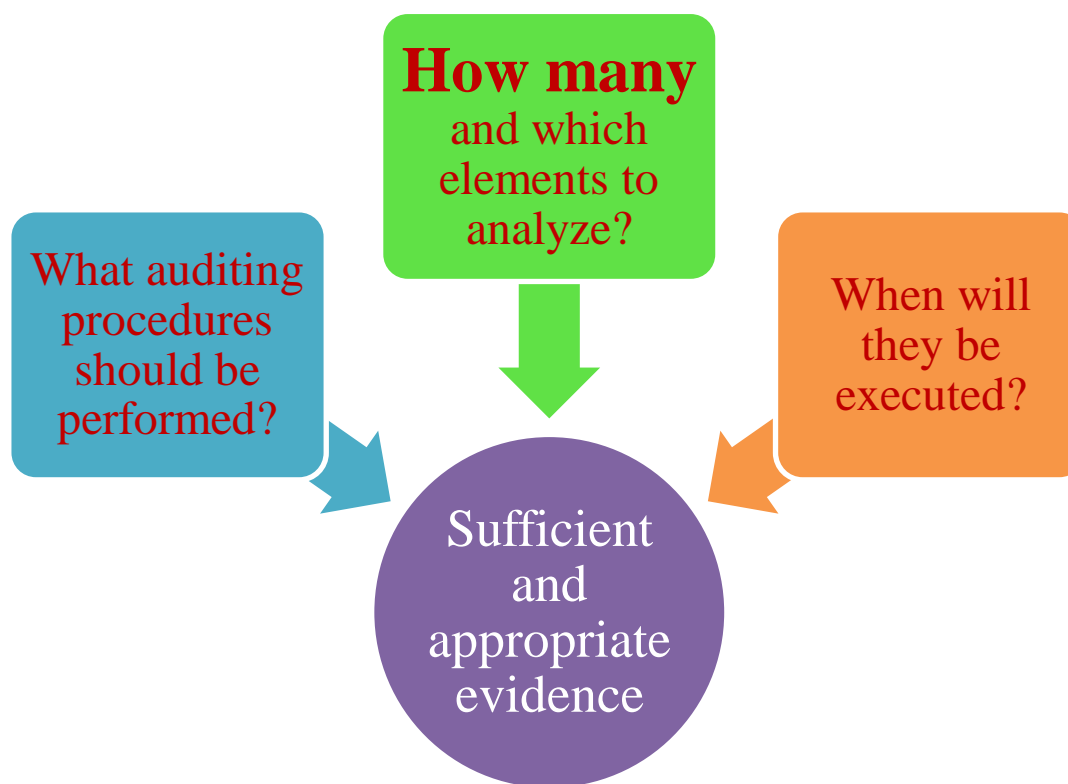 How many
and which
elements to
analyze?
What auditing
procedures
should be
performed?
When will
they be
executed?
Sufficient
and
appropriate
evidence